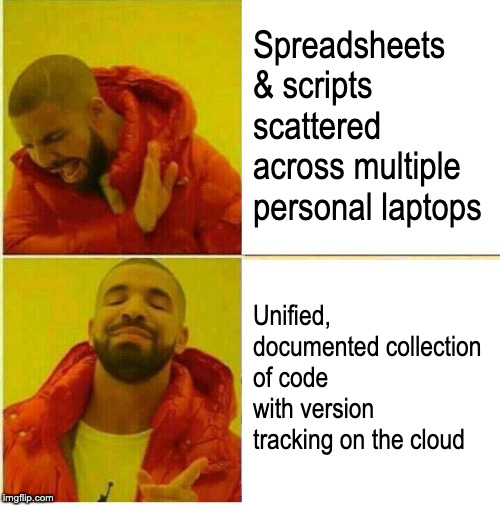 Spreadsheets
& scripts
scattered
across multiple
personal laptops
Unified,
documented collection
of code
with version
tracking on the cloud
imgflip.com